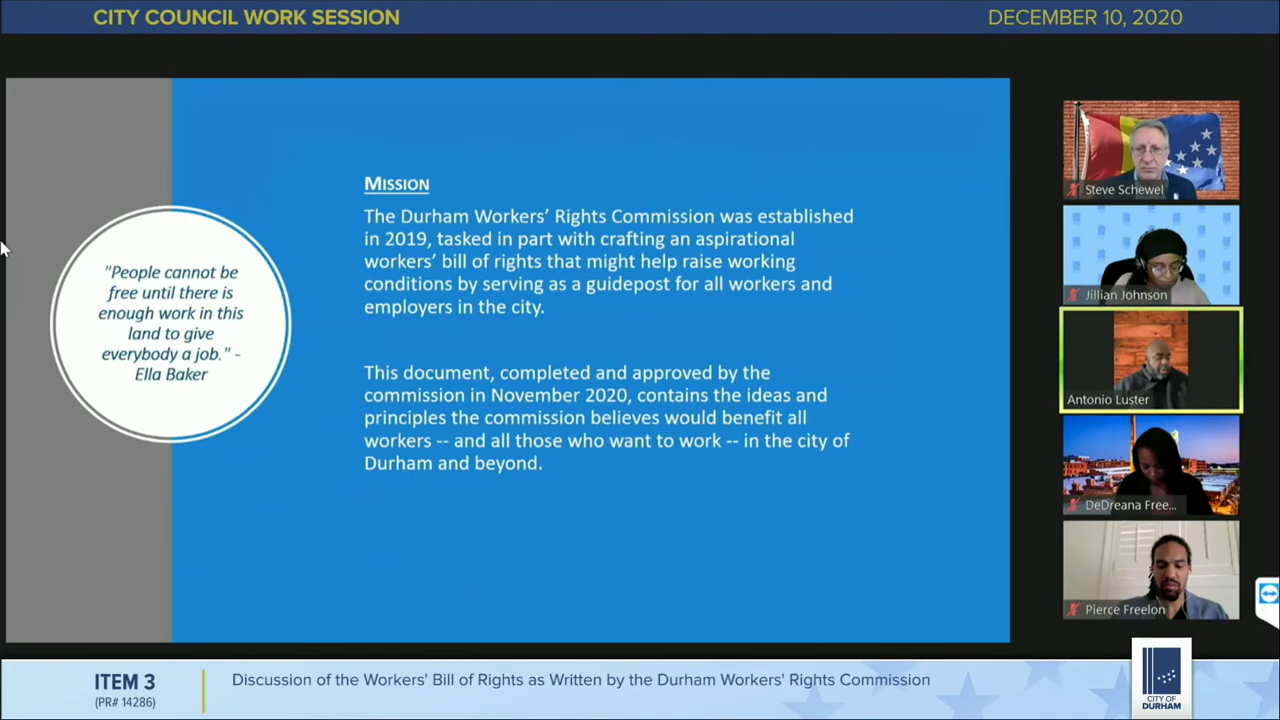 CITY COUNCIL WORK SESSION
DECEMBER 10, 2020
"People cannot be
free until there is
enough work in this
land to give
everybody a job." -
Ella Baker
MISSION
The Durham Workers' Rights Commission was established
in 2019, tasked in part with crafting an aspirational
workers' bill of rights that might help raise working
conditions by serving as a guidepost for all workers and
employers in the city.
This document, completed and approved by the
commission in November 2020, contains the ideas and
principles the commission believes would benefit all
workers -- and all those who want to work -- in the city of
Durham and beyond.
Steve Schewel
Jillian Johnson
Antonio Luster
DeDreana Free...
Pierce Freelon
ITEM 3
(PR# 14286)
Discussion of the Workers' Bill of Rights as Written by the Durham Workers' Rights Commission
CITY OF
DURHAM